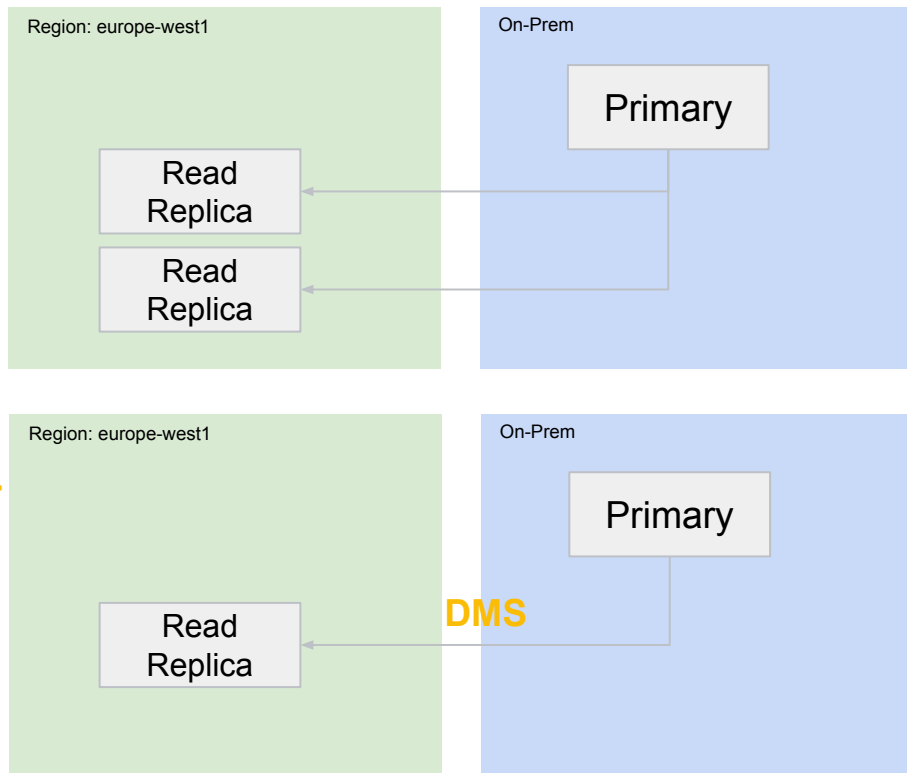 Region: europe-west1
On-Prem
Primary
Read
Replica
Read
Replica
Region: europe-west1
On-Prem
Primary
DMS
Read
Replica